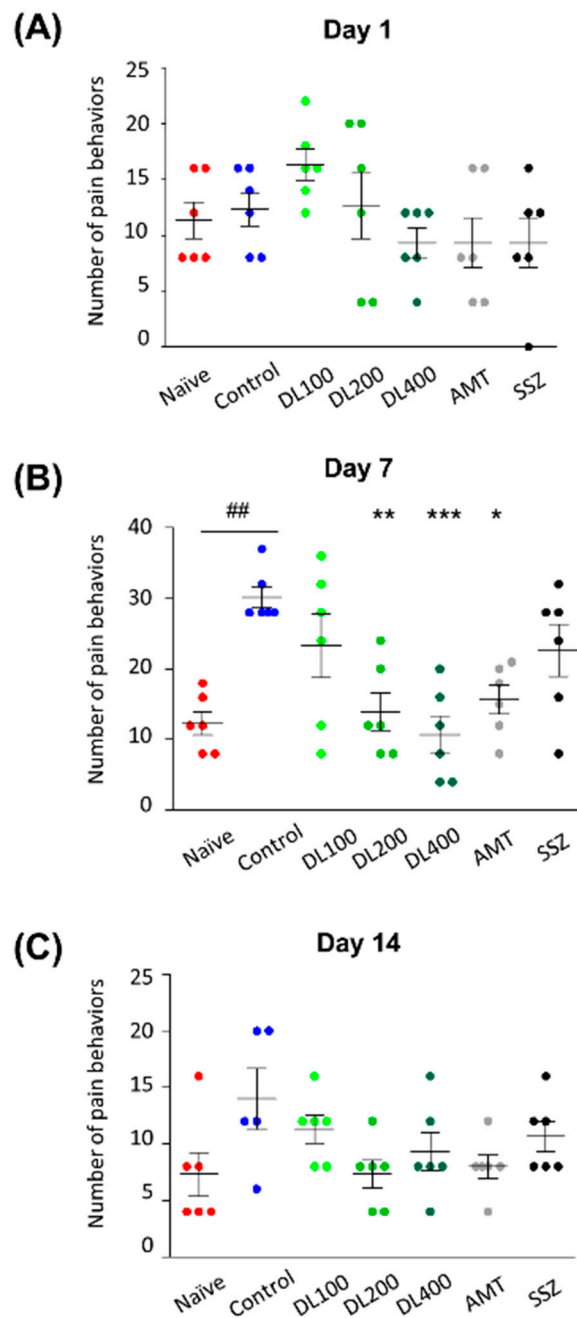 (A)
Day 1
Number of pain behaviors
25
20
15
10
5
0
Naïve Control DL100 DL200 DL400 AMT SSZ
(B)
Day 7
Number of pain behaviors
## ** *** *
40
30
20
10
0
Naïve Control DL100 DL200 DL400 AMT SSZ
(C)
Day 14
Number of pain behaviors
25
20
15
10
5
0
Naïve Control DL100 DL200 DL400 AMT SSZ